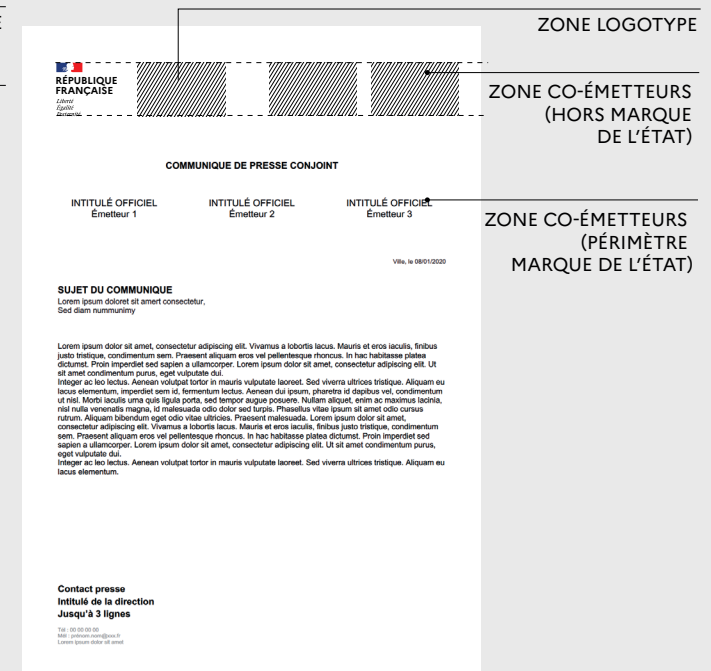 E
ZONE LOGOTYPE
RÉPUBLIQUE
FRANÇAISE
Liberté
Égalité
Fraternité
ZONE CO-ÉMETTEURS
(HORS MARQUE
DE L’ÉTAT)
COMMUNIQUE DE PRESSE CONJOINT
INTITULÉ OFFICIEL
Émetteur 1
INTITULÉ OFFICIEL
Émetteur 2
INTITULÉ OFFICIEL
Émetteur 3
ZONE CO-ÉMETTEURS
(PÉRIMÈTRE
MARQUE DE L’ÉTAT)
Ville, le 08/01/2020
SUJET DU COMMUNIQUE
Lorem ipsum doloret sit amert consectetur,
Sed diam nummunimy
Lorem ipsum dolor sit amet, consectetur adipiscing elit. Vivamus a lobortis lacus. Mauris et eros iaculis, finibus
justo tristique, condimentum sem. Praesent aliquam eros vel pellentesque rhoncus. In hac habitasse platea
dictumst. Proin imperdiet sed sapien a ullamcorper. Lorem ipsum dolor sit amet, consectetur adipiscing elit. Ut
sit amet condimentum purus, eget vulputate dui.
Integer ac leo lectus. Aenean volutpat tortor in mauris vulputate laoreet. Sed viverra ultrices tristique. Aliquam eu
lacus elementum, imperdiet sem id, fermentum lectus. Aenean dui ipsum, pharetra id dapibus vel, condimentum
ut nisl. Morbi iaculis urna quis ligula porta, sed tempor augue posuere. Nullam aliquet, enim ac maximus lacinia,
nisl nulla venenatis magna, id malesuada odio dolor sed turpis. Phasellus vitae ipsum sit amet odio cursus
rutrum. Aliquam bibendum eget odio vitae ultricies. Praesent malesuada. Lorem ipsum dolor sit amet,
consectetur adipiscing elit. Vivamus a lobortis lacus. Mauris et eros iaculis, finibus justo tristique, condimentum
sem. Praesent aliquam eros vel pellentesque rhoncus. In hac habitasse platea dictumst. Proin imperdiet sed
sapien a ullamcorper. Lorem ipsum dolor sit amet, consectetur adipiscing elit. Ut sit amet condimentum purus,
eget vulputate dui.
Integer ac leo lectus. Aenean volutpat tortor in mauris vulputate laoreet. Sed viverra ultrices tristique. Aliquam eu
lacus elementum.
Contact presse
Intitulé de la direction
Jusqu’à 3 lignes
Tél : 00 00 00 00
Mél : prénom.nom@xxx.fr
Lorem ipsum dolor sit amet